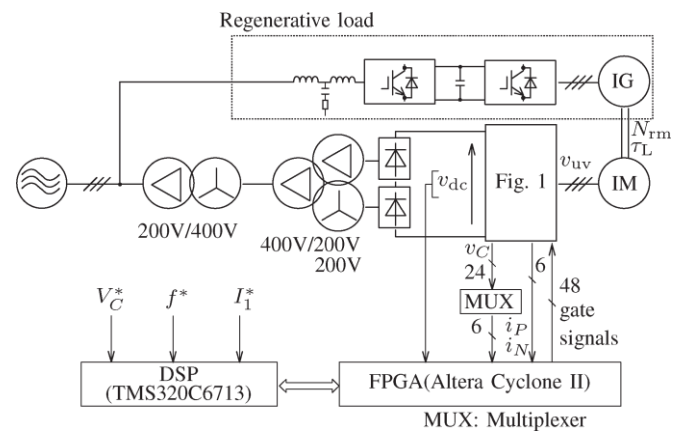 Regenerative load
IG
N_rm
τ_L
v_dc
Fig. 1
v_uv
IM
200V/400V
400V/200V
200V
v_C
24
6
48
gate
signals
MUX
6
i_P
i_N
V_C^*
f^*
I_1^*
DSP
(TMS320C6713)
FPGA(Altera Cyclone II)
MUX: Multiplexer